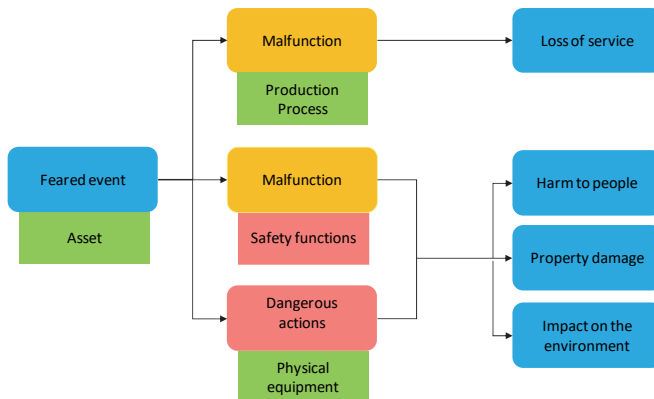 Malfunction
Production
Process
Loss of service
Feared event
Asset
Malfunction
Safety functions
Dangerous
actions
Physical
equipment
Harm to people
Property damage
Impact on the
environment